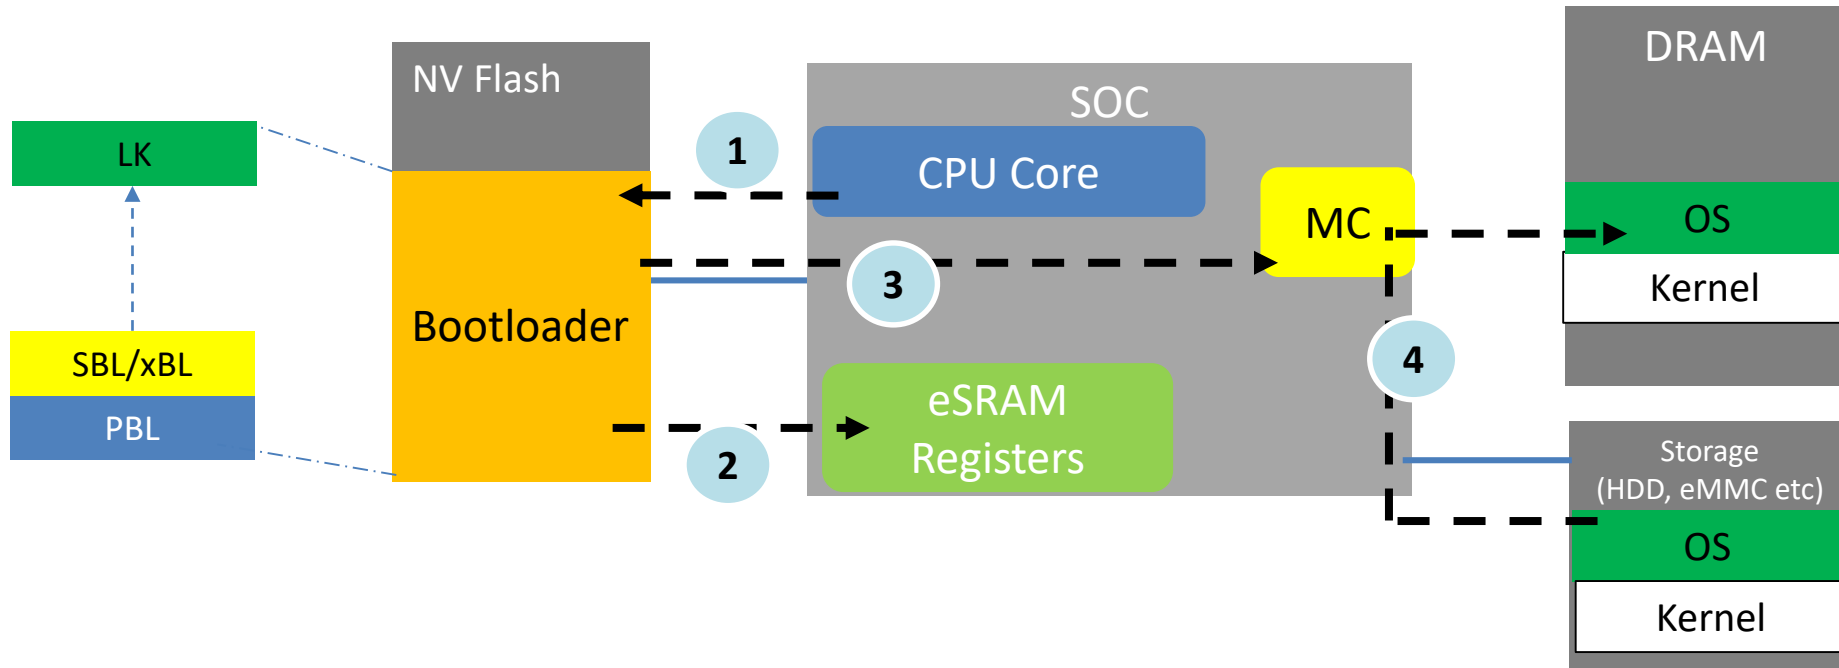 LK
SBL/xBL
PBL
NV Flash
Bootloader
1
2
3
SOC
CPU Core
MC
eSRAM
Registers
4
DRAM
OS
Kernel
Storage
(HDD, eMMC etc)
OS
Kernel